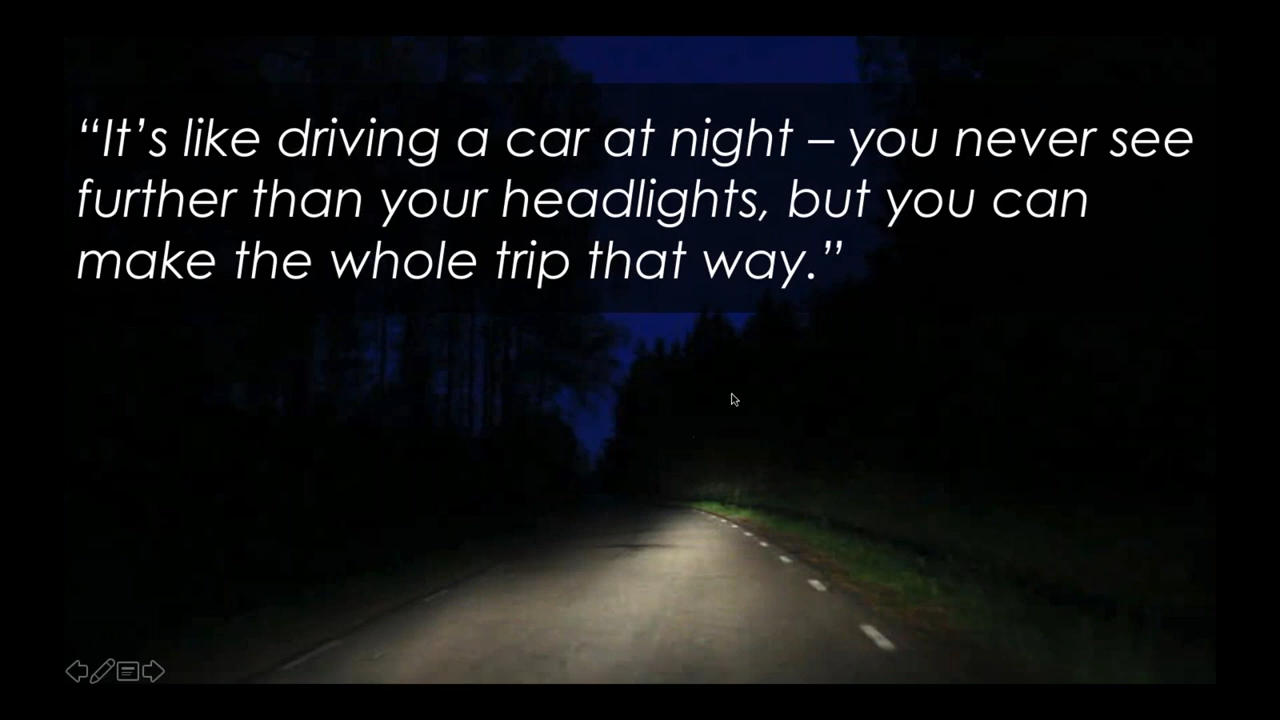 “It’s like driving a car at night – you never see
further than your headlights, but you can
make the whole trip that way.”